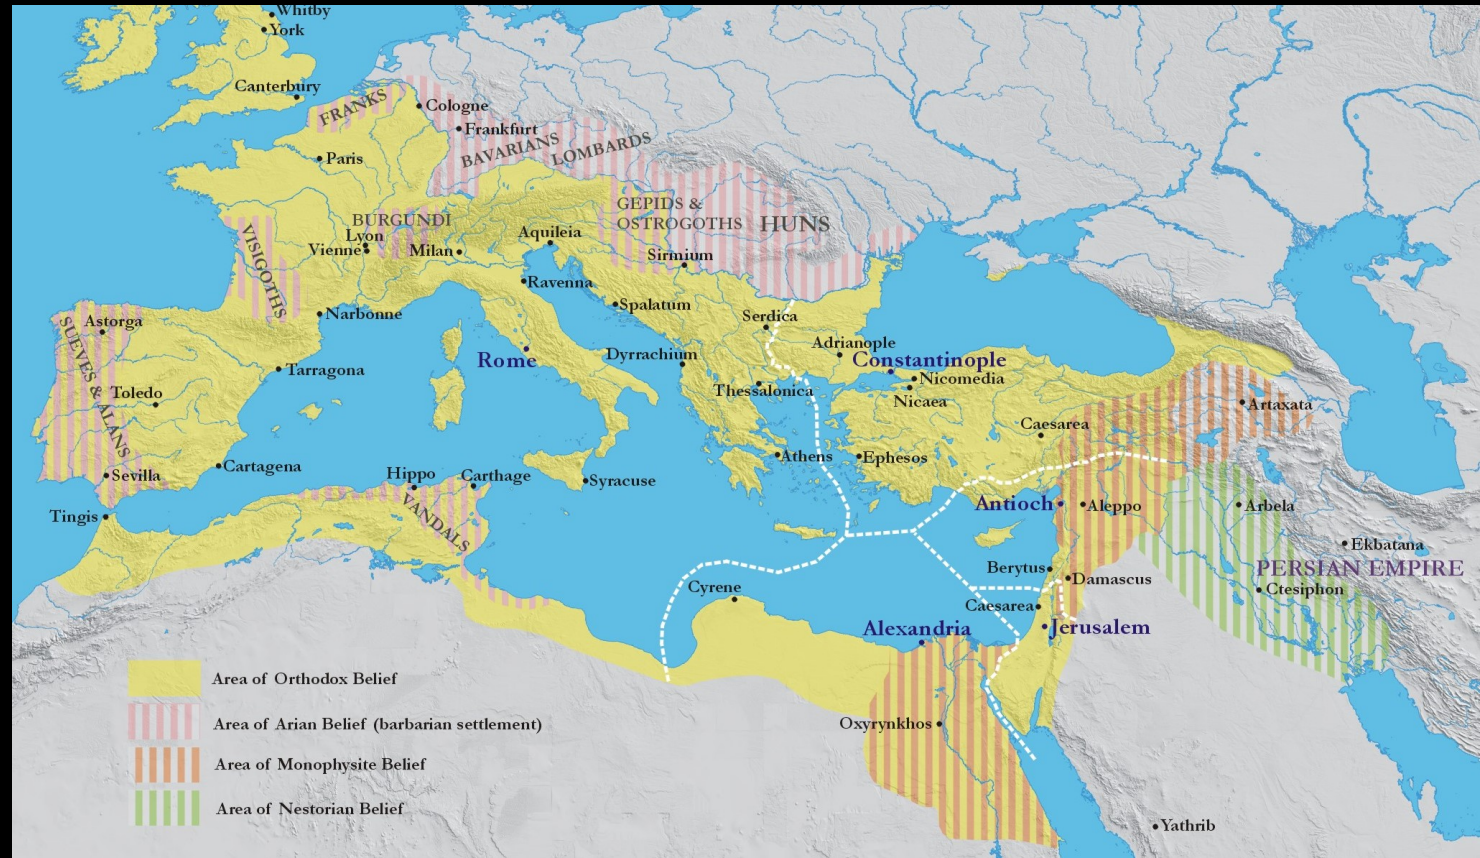 Whitby
York
Canterbury
FRANKS
Cologne
Frankfurt
BAVARIANS
LOMBARDS
Paris
GEPIDS &
OSTROGOTHS
HUNS
BURGUNDI
Lyon
Vienne
Milan
Aquileia
Sirmium
VISIGOTHS
Ravenna
Spalatum
Narbonne
Serdica
Astorga
SUEVES & ALANS
Adrianople
Rome
Dyrrachium
Constantinople
Nicomedia
Tarragona
Thessalonica
Nicaea
Toledo
Artaxata
Caesarea
Athens
Ephesos
Cartagena
Sevilla
Hippo
Carthage
Syracuse
VANDALS
Tingis
Antioch
Aleppo
Arbela
Ekbatana
Berytus
Damascus
PERSIAN EMPIRE
Ctesiphon
Cyrene
Caesarea
Alexandria
Jerusalem
Oxyrynkhos
Yathrib
Area of Orthodox Belief
Area of Arian Belief (barbarian settlement)
Area of Monophysite Belief
Area of Nestorian Belief